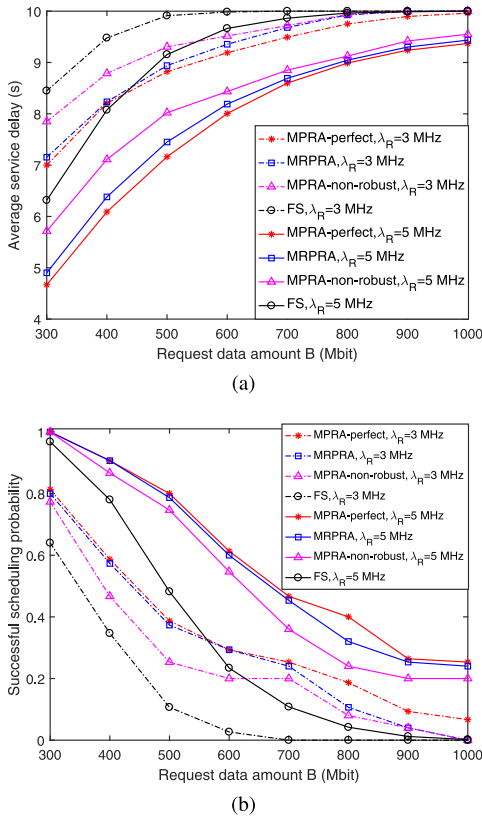 10
9
8
7
6
5
4
Average service delay (s)
MPRA-perfect,λR=3 MHz
MRPRA,λR=3 MHz
MPRA-non-robust,λR=3 MHz
FS,λR=3 MHz
MPRA-perfect,λR=5 MHz
MRPRA,λR=5 MHz
MPRA-non-robust,λR=5 MHz
FS,λR=5 MHz
300 400 500 600 700 800 900 1000
Request data amount B (Mbit)
(a)
1
0.8
0.6
0.4
0.2
0
Successful scheduling probability
MPRA-perfect,λR=3 MHz
MRPRA,λR=3 MHz
MPRA-non-robust,λR=3 MHz
FS,λR=3 MHz
MPRA-perfect,λR=5 MHz
MRPRA,λR=5 MHz
MPRA-non-robust,λR=5 MHz
FS,λR=5 MHz
300 400 500 600 700 800 900 1000
Request data amount B (Mbit)
(b)